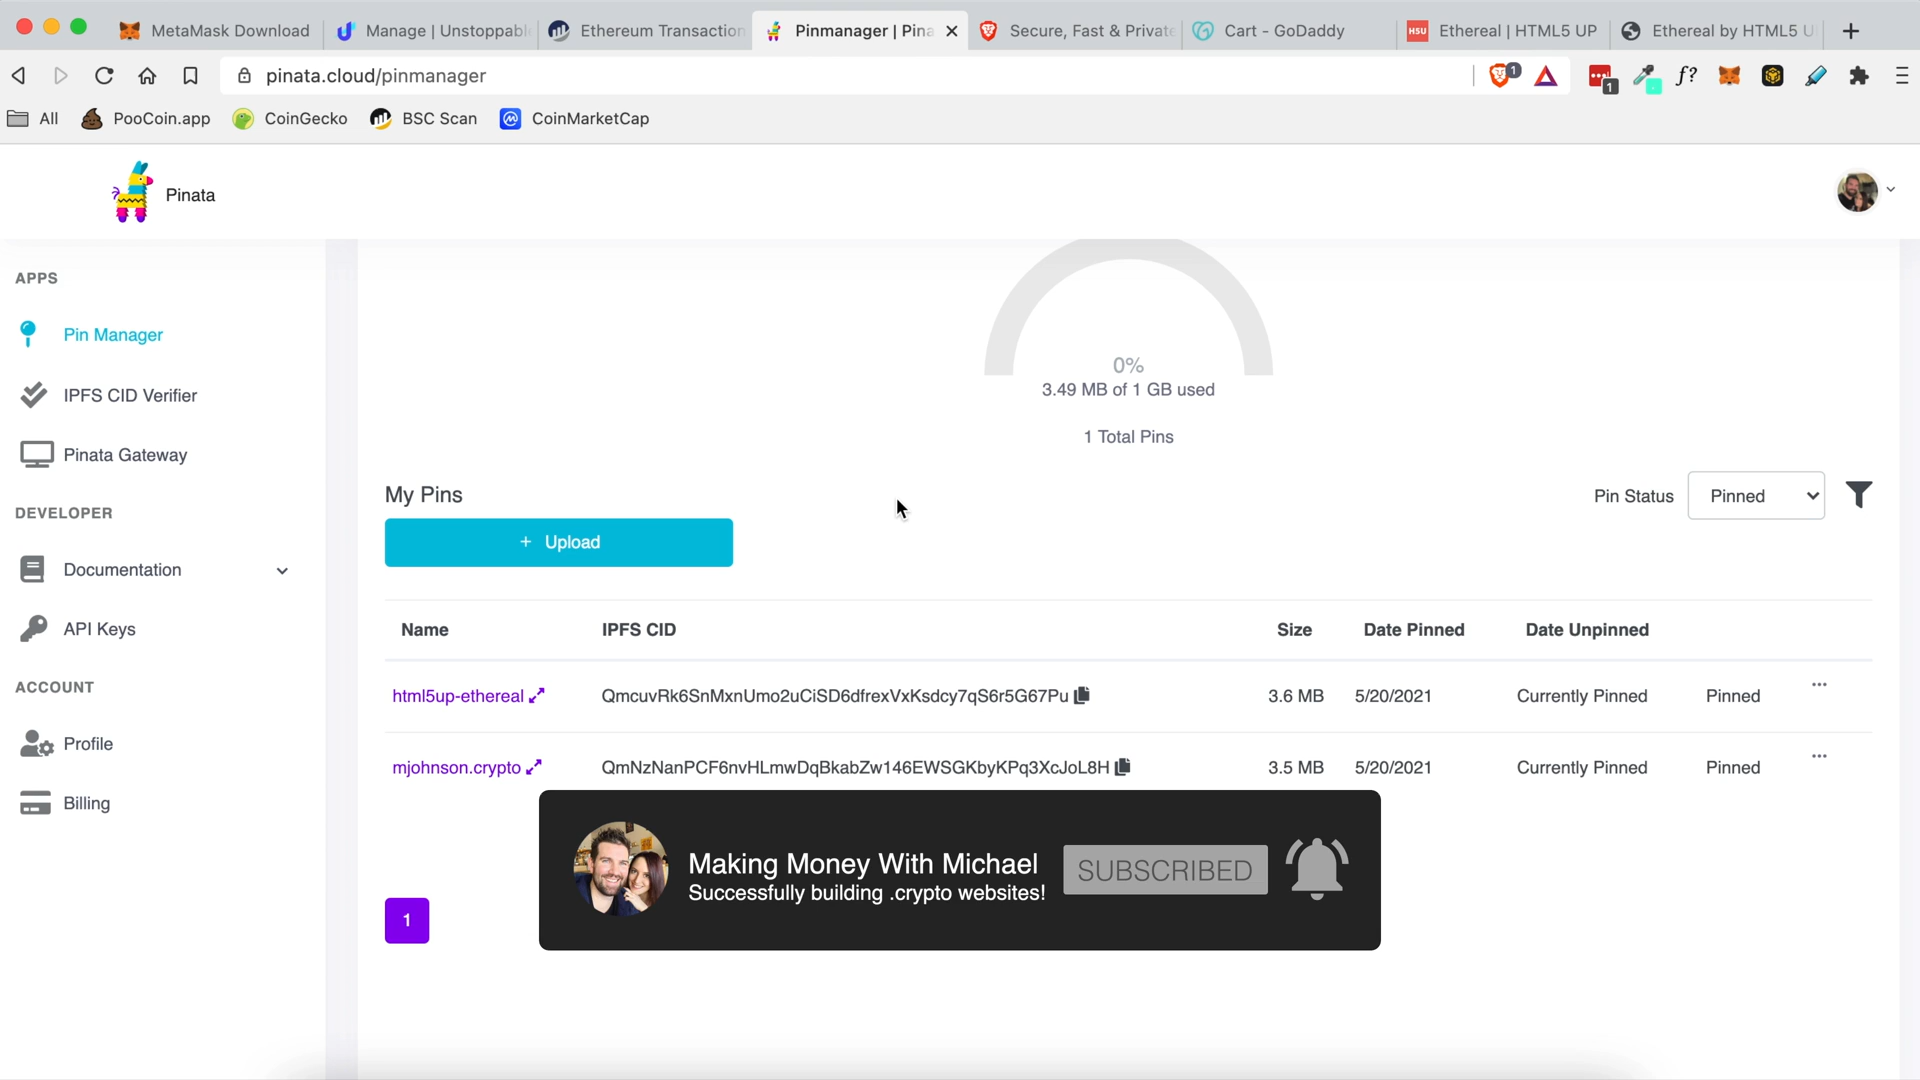 MetaMask Download
Manage | Unstoppabl
Ethereum Transaction
Pinmanager | Pina
Secure, Fast & Private
Cart - GoDaddy
HSU
Ethereal | HTML5 UP
Ethereal by HTML5 U
pinata.cloud/pinmanager
1
1
f?
All
PooCoin.app
CoinGecko
BSC Scan
CoinMarketCap
Pinata
APPS
Pin Manager
IPFS CID Verifier
Pinata Gateway
DEVELOPER
Documentation
API Keys
ACCOUNT
Profile
Billing
0%
3.49 MB of 1 GB used
1 Total Pins
My Pins
Pin Status
Pinned
+ Upload
Name IPFS CID Size Date Pinned Date Unpinned
html5up-ethereal QmcuvRk6SnMxnUmo2uCiSD6dfrexVxKsdcy7qS6r5G67Pu 3.6 MB 5/20/2021 Currently Pinned Pinned ...
mjohnson.crypto QmNzNanPCF6nvHLmwDqBkabZw146EWSGKbyKPq3XcJoL8H 3.5 MB 5/20/2021 Currently Pinned Pinned ...
Making Money With Michael
Successfully building .crypto websites!
SUBSCRIBED
1